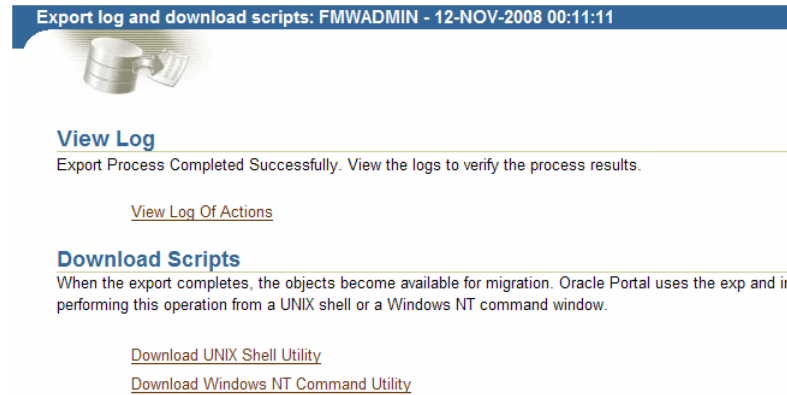 Export log and download scripts: FMWADMIN - 12-NOV-2008 00:11:11
View Log
Export Process Completed Successfully. View the logs to verify the process results.
View Log Of Actions
Download Scripts
When the export completes, the objects become available for migration. Oracle Portal uses the exp and
performing this operation from a UNIX shell or a Windows NT command window.
Download UNIX Shell Utility
Download Windows NT Command Utility